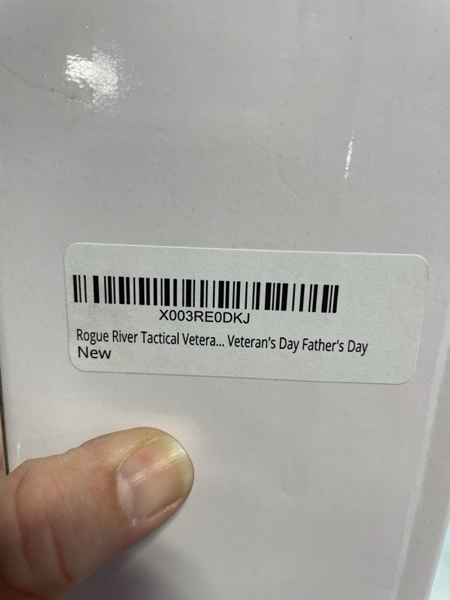 X003RE0DKJ
Rogue River Tactical Vetera... Veteran's Day Father's Day
New